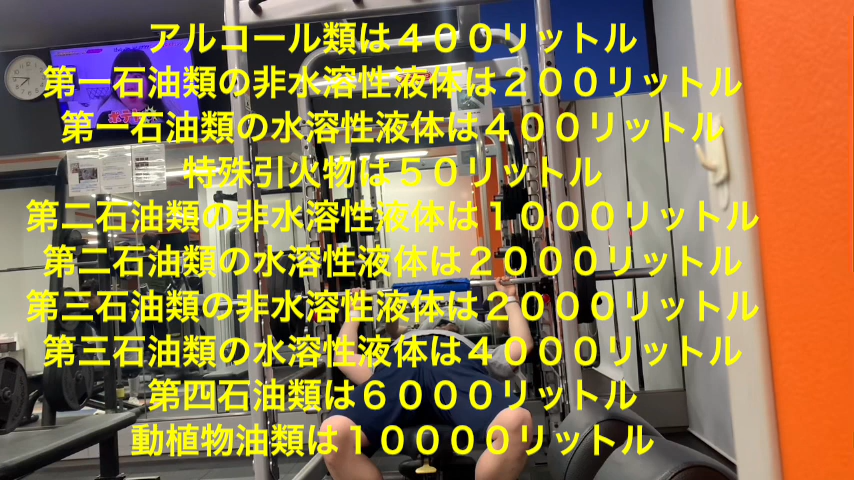 アルコール類は４００リットル
第一石油類の非水溶性液体は２００リットル
第一石油類の水溶性液体は４００リットル
特殊引火物は５０リットル
第二石油類の非水溶性液体は１０００リットル
第二石油類の水溶性液体は２０００リットル
第三石油類の非水溶性液体は２０００リットル
第三石油類の水溶性液体は４０００リットル
第四石油類は６０００リットル
動植物油類は１００００リットル